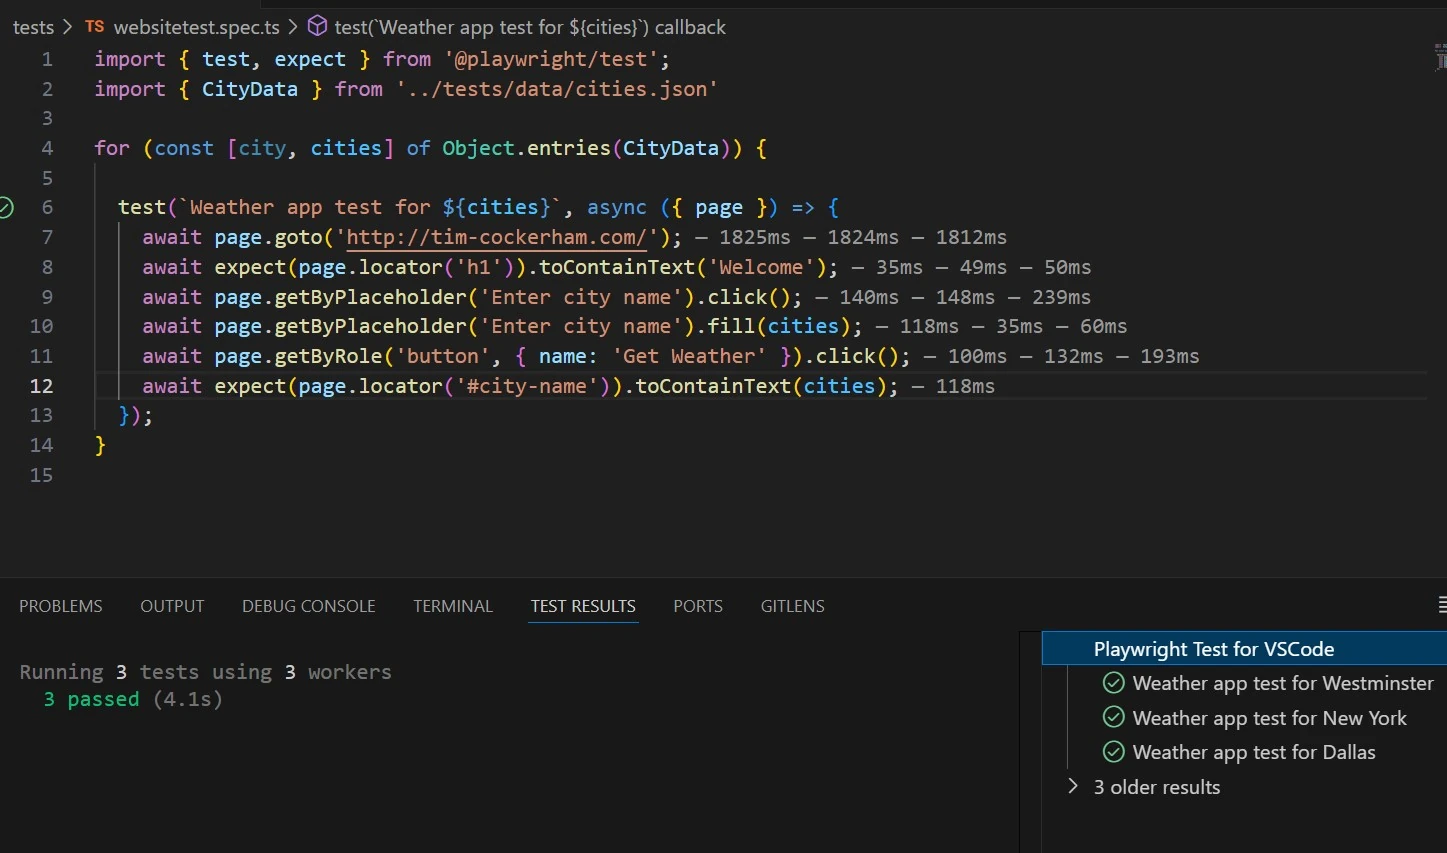 tests > TS websitetest.spec.ts > test(`Weather app test for ${cities}`) callback
1 import { test, expect } from '@playwright/test';
2 import { CityData } from '../tests/data/cities.json'
3
4 for (const [city, cities] of Object.entries(CityData)) {
5
6 test(`Weather app test for ${cities}`, async ({ page }) => {
7 await page.goto('http://tim-cockerham.com/'); — 1825ms — 1824ms — 1812ms
8 await expect(page.locator('h1')).toContainText('Welcome'); — 35ms — 49ms — 50ms
9 await page.getByPlaceholder('Enter city name').click(); — 140ms — 148ms — 239ms
10 await page.getByPlaceholder('Enter city name').fill(cities); — 118ms — 35ms — 60ms
11 await page.getByRole('button', { name: 'Get Weather' }).click(); — 100ms — 132ms — 193ms
12 await expect(page.locator('#city-name')).toContainText(cities); — 118ms
13 });
14 }
15
PROBLEMS OUTPUT DEBUG CONSOLE TERMINAL TEST RESULTS PORTS GITLENS
Running 3 tests using 3 workers
3 passed (4.1s)
Playwright Test for VSCode
Weather app test for Westminster
Weather app test for New York
Weather app test for Dallas
> 3 older results